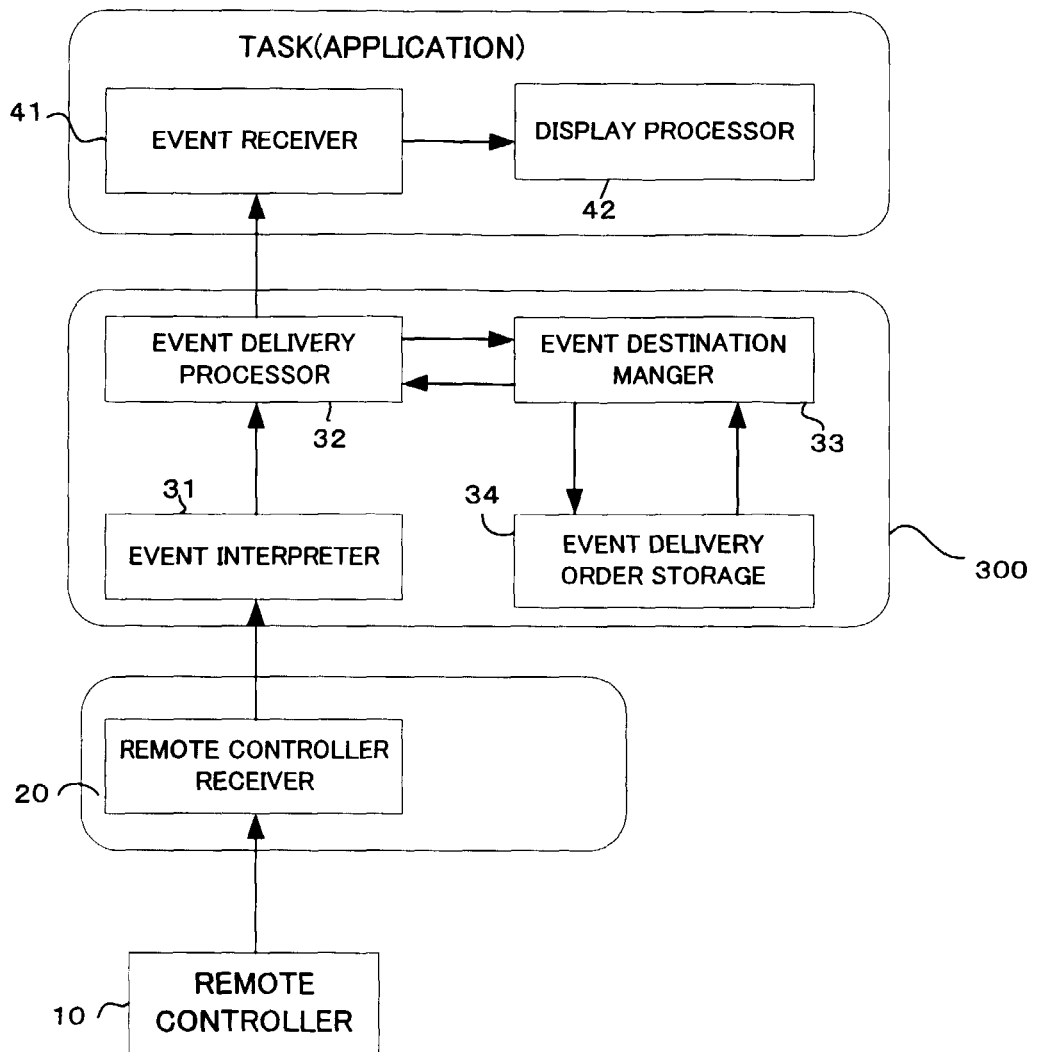 TASK(APPLICATION)
41
EVENT RECEIVER
DISPLAY PROCESSOR
42
EVENT DELIVERY
PROCESSOR
32
EVENT DESTINATION
MANGER
33
31
EVENT INTERPRETER
34
EVENT DELIVERY
ORDER STORAGE
300
REMOTE CONTROLLER
RECEIVER
20
REMOTE
CONTROLLER
10